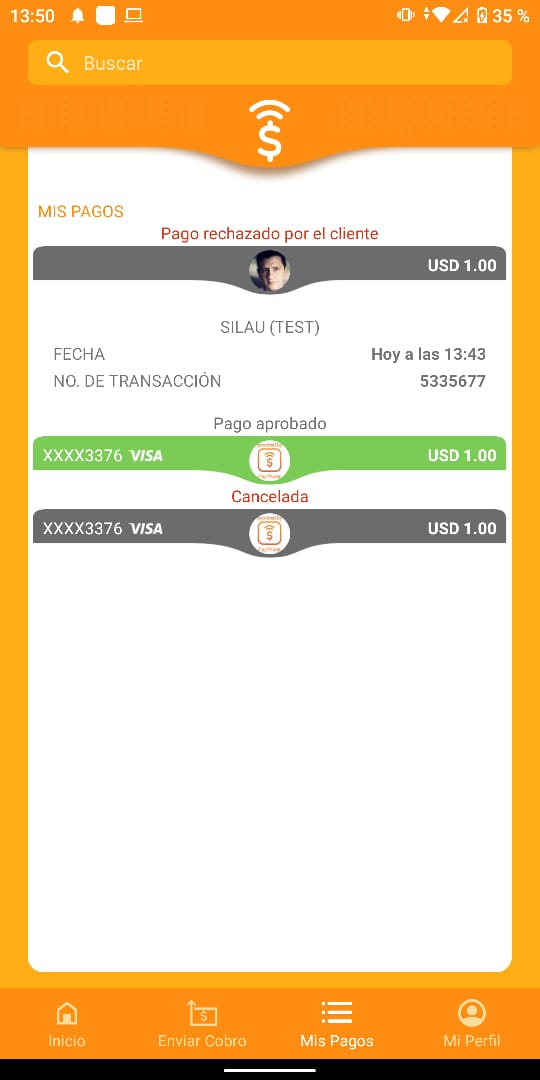 13:50
35 %
Buscar
$
MIS PAGOS
Pago rechazado por el cliente
USD 1.00
SILAU (TEST)
FECHA Hoy a las 13:43
NO. DE TRANSACCIÓN 5335677
Pago aprobado
XXXX3376 VISA USD 1.00
Cancelada
XXXX3376 VISA USD 1.00
Inicio Enviar Cobro Mis Pagos Mi Perfil